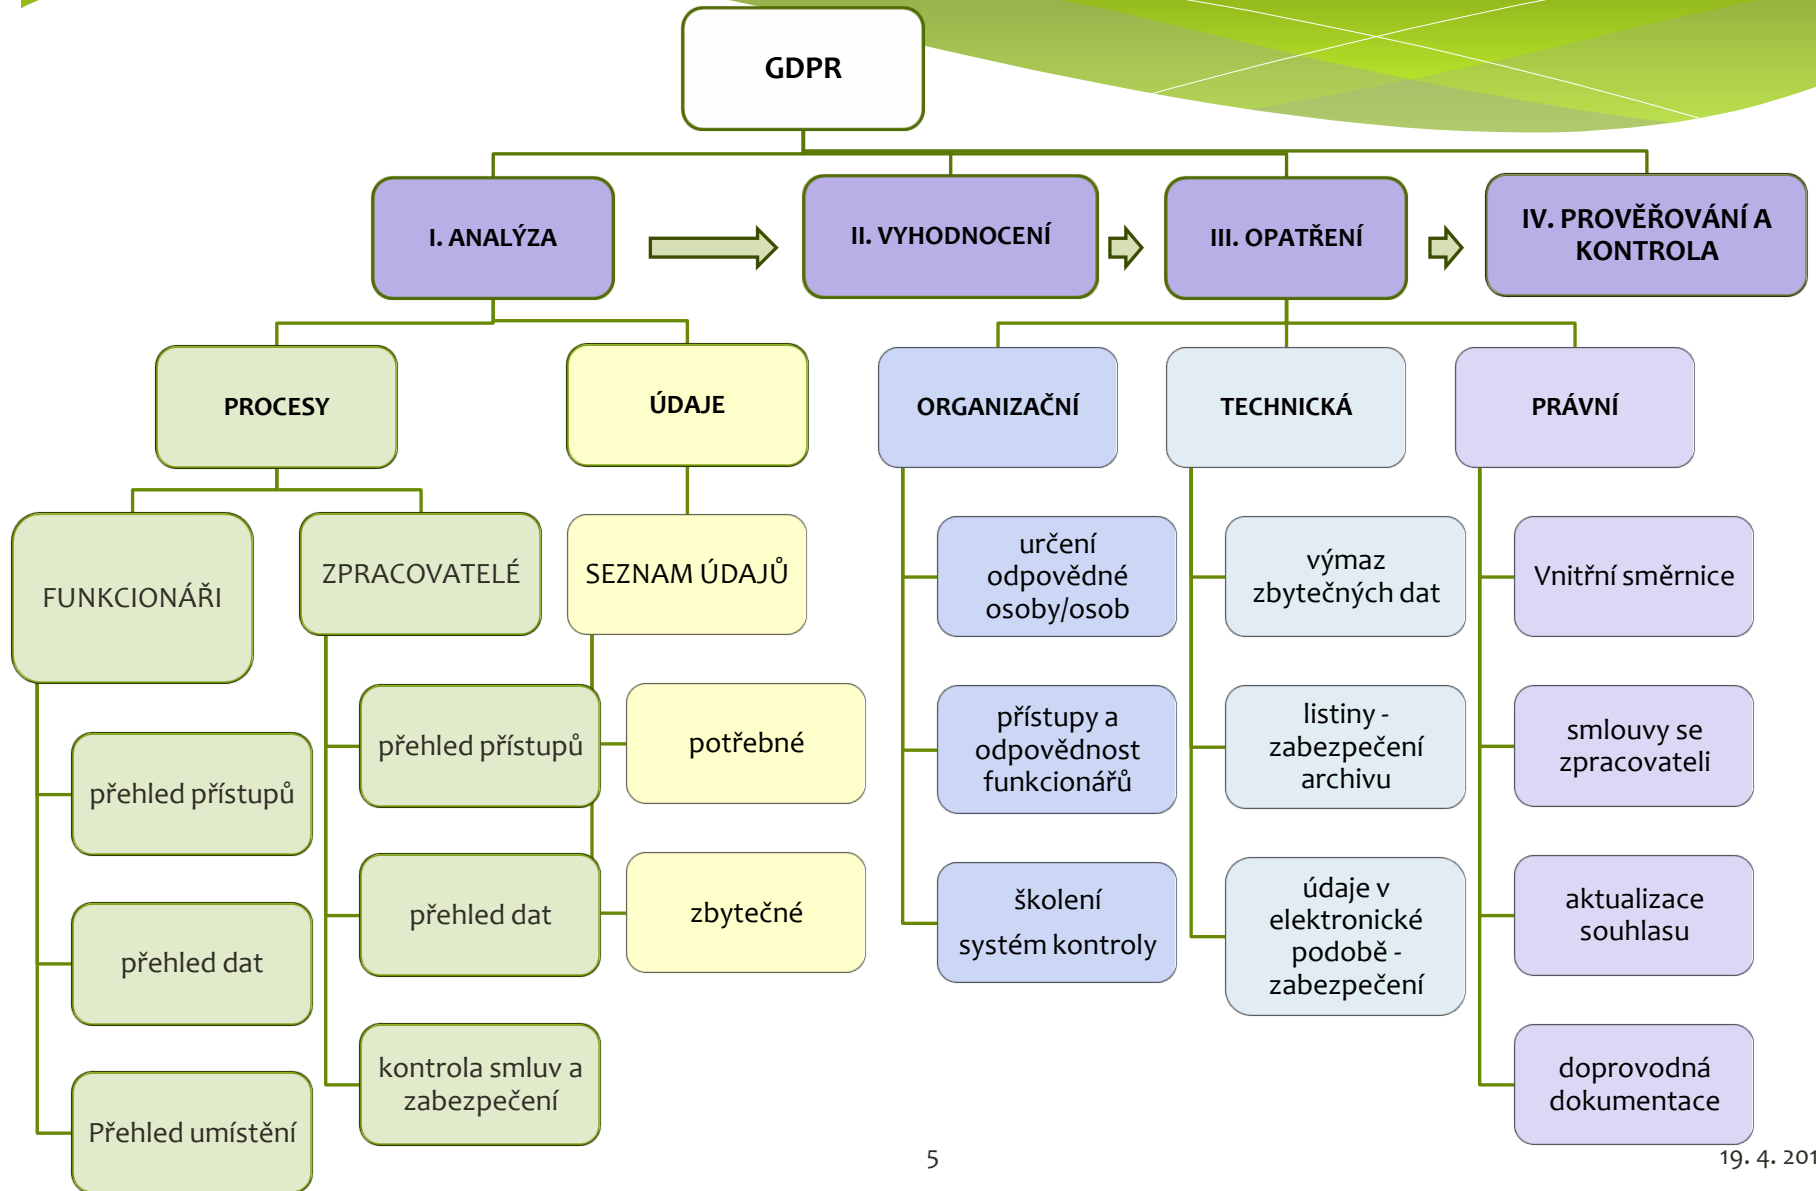 GDPR
I. ANALÝZA
II. VYHODNOCENÍ
III. OPATŘENÍ
IV. PROVĚŘOVÁNÍ A
KONTROLA
PROCESY
ÚDAJE
ORGANIZAČNÍ
TECHNICKÁ
PRÁVNÍ
FUNKCIONÁŘI
přehled přístupů
přehled dat
Přehled umístění
ZPRACOVATELÉ
přehled přístupů
přehled dat
kontrola smluv a
zabezpečení
SEZNAM ÚDAJŮ
potřebné
zbytečné
určení
odpovědné
osoby/osob
přístupy a
odpovědnost
funkcionářů
školení
systém kontroly
výmaz
zbytečných dat
listiny -
zabezpečení
archivu
údaje v
elektronické
podobě -
zabezpečení
Vnitřní směrnice
smlouvy se
zpracovateli
aktualizace
souhlasu
doprovodná
dokumentace
5
19. 4. 201